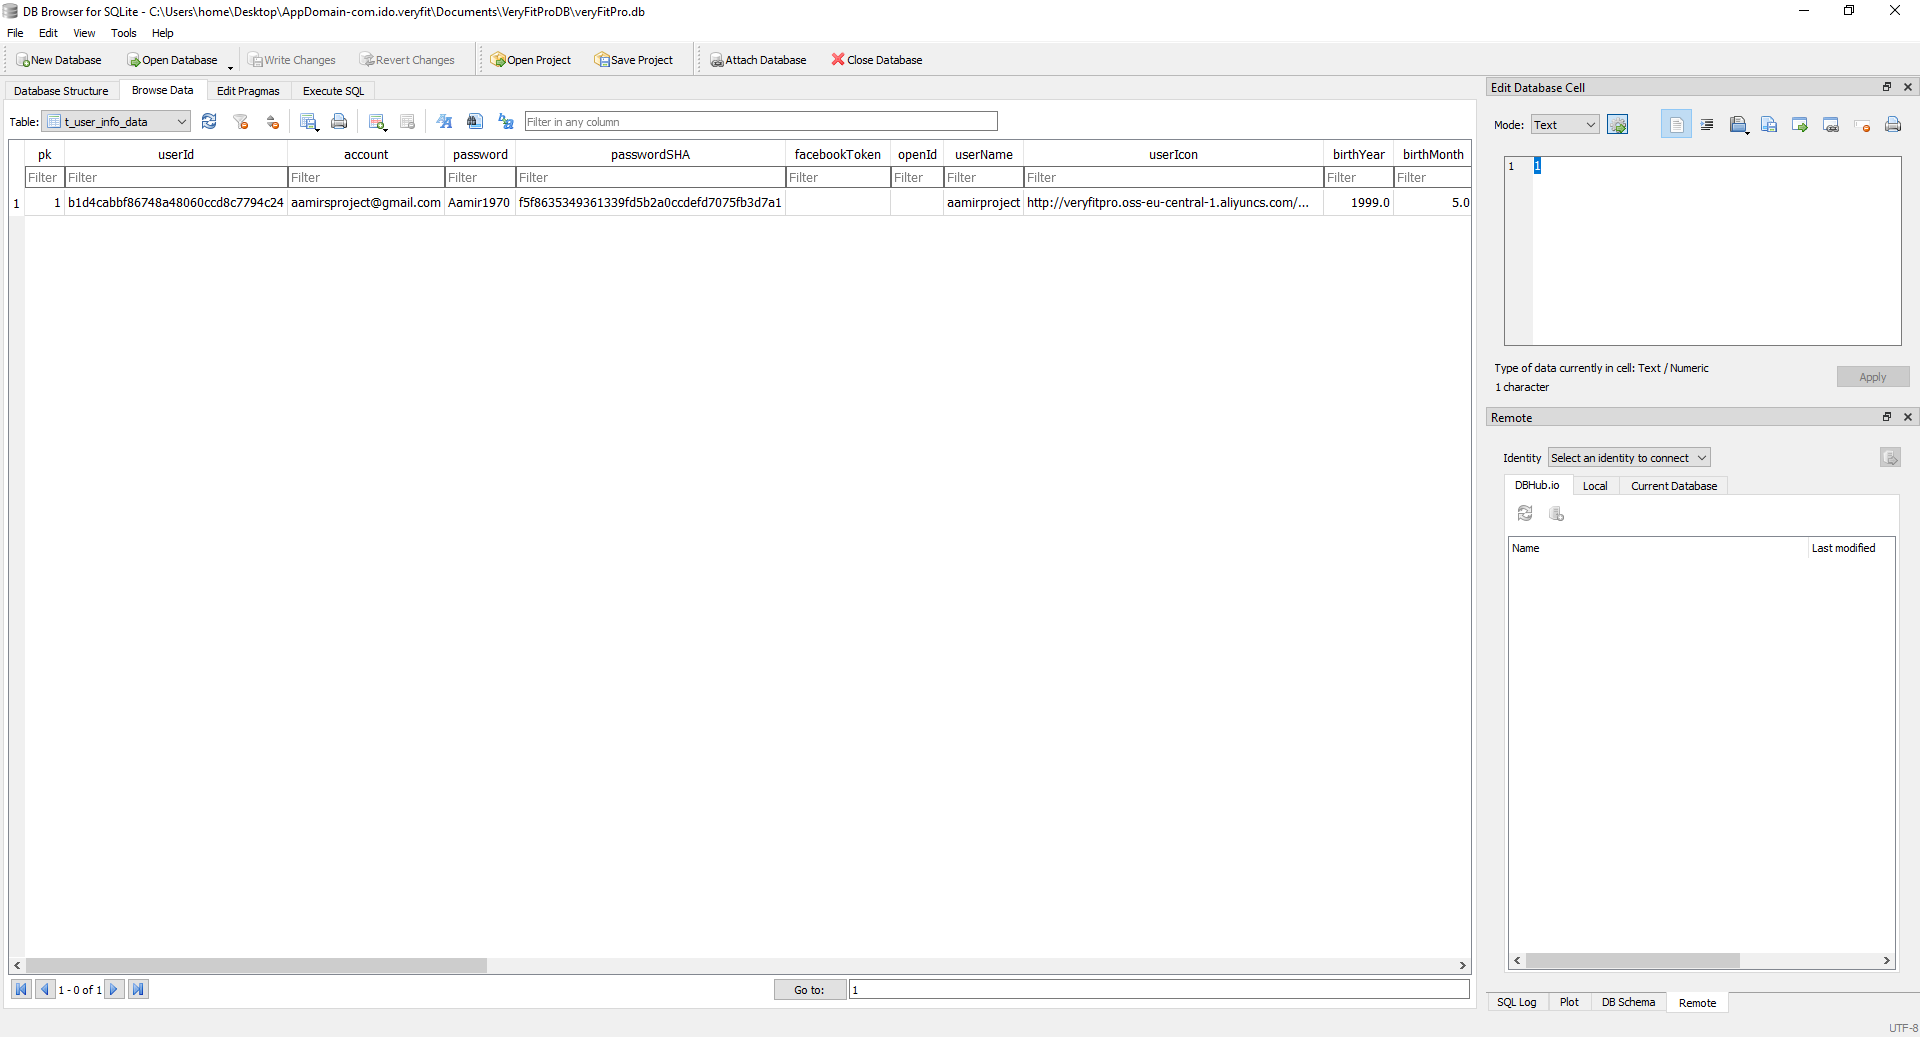 DB Browser for SQLite - C:\Users\home\Desktop\AppDomain-com.ido.veryfit\Documents\VeryFitProDB\veryFitPro.db
File Edit View Tools Help
New Database Open Database Write Changes Revert Changes Open Project Save Project Attach Database Close Database
Database Structure Browse Data Edit Pragmas Execute SQL
Table: t_user_info_data Filter in any column
pk userId account password passwordSHA facebookToken openId userName userIcon birthYear birthMonth
Filter Filter Filter Filter Filter Filter Filter Filter Filter Filter Filter
1 1 b1d4cabbf86748a48060ccd8c7794c24 aamirsproject@gmail.com Aamir1970 f5f8635349361339fd5b2a0ccdefd7075fb3d7a1 aamirproject http://veryfitpro.oss-eu-central-1.aliyuncs.com/... 1999.0 5.0
1 - 0 of 1 Go to: 1
Edit Database Cell
Mode: Text
1 1
Type of data currently in cell: Text / Numeric
1 character
Apply
Remote
Identity Select an identity to connect
DBHub.io Local Current Database
Name Last modified
SQL Log Plot DB Schema Remote
UTF-8